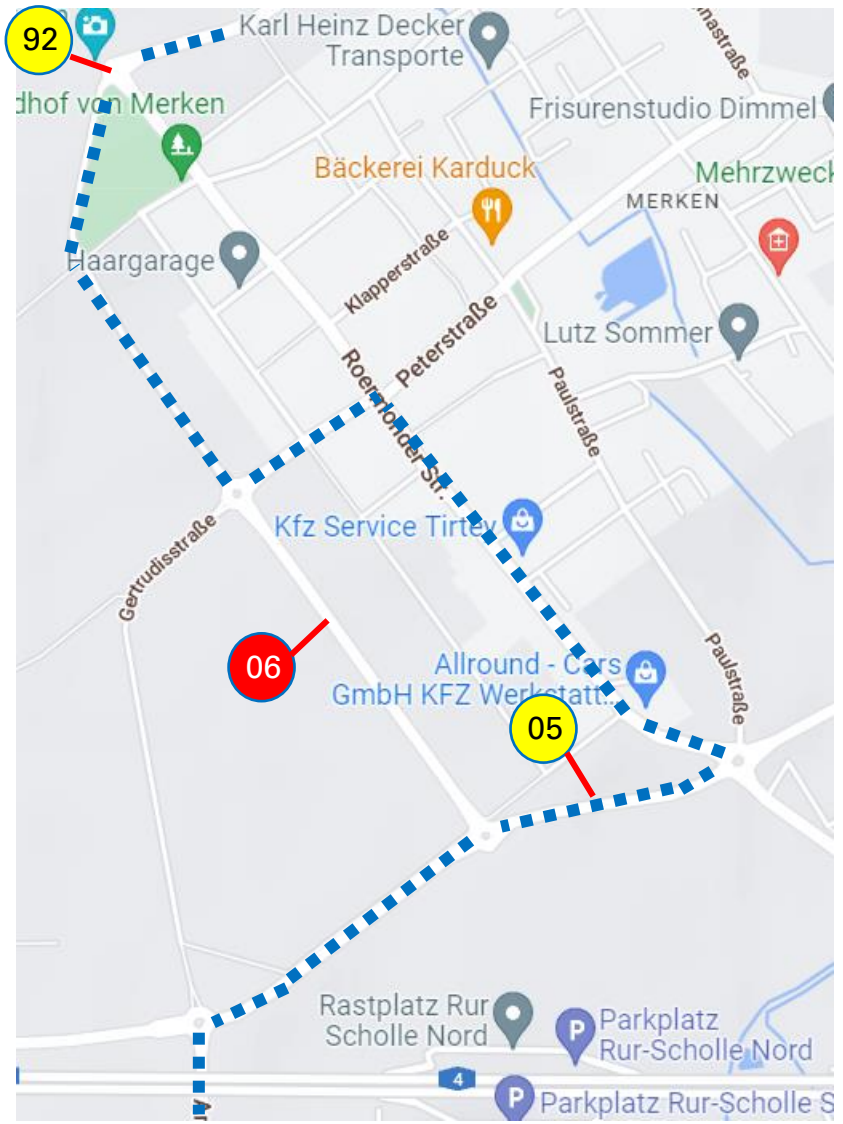 92
Karl Heinz Decker
Transporte
dhof von Merken
nastraße
Frisurenstudio Dimmel
Bäckerei Karduck
Mehrzweck
MERKEN
Haargarage
Klapperstraße
Peterstraße
Lutz Sommer
Roermonder Str.
Paulstraße
Kfz Service Tirtey
Gertrudisstraße
06
Allround - Cars
GmbH KFZ Werkstatt...
Paulstraße
05
Rastplatz Rur
Scholle Nord
P
Parkplatz
Rur-Scholle Nord
4
P
Parkplatz Rur-Scholle S